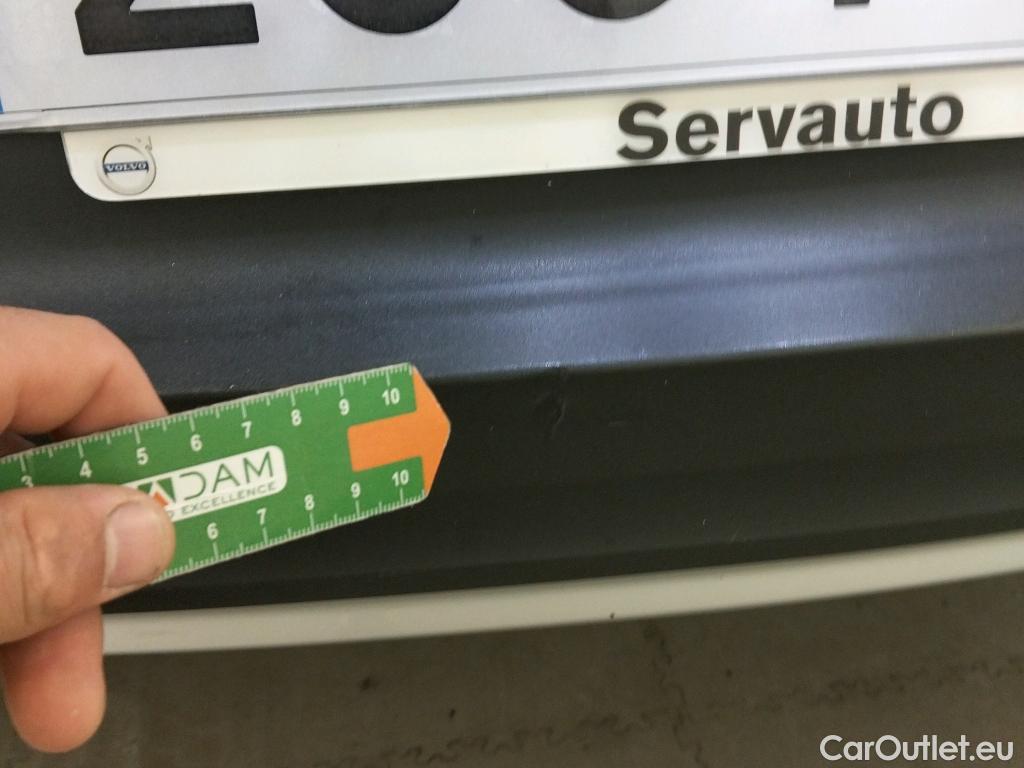 Servauto
VOLVO
3 4 5 6 7 8 9 10
DAM
EXCELLENCE
6 7 8 9 10
CarOutlet.eu